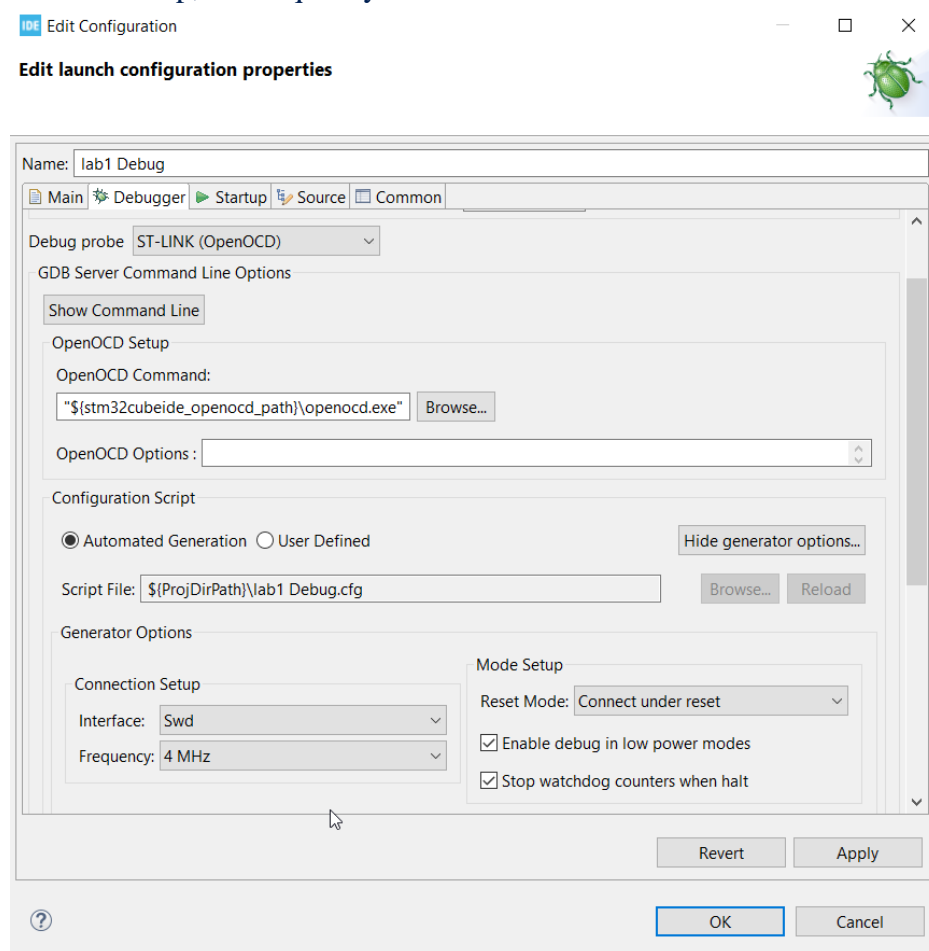 IDE Edit Configuration
Edit launch configuration properties
Name: lab1 Debug
Main Debugger Startup Source Common
Debug probe ST-LINK (OpenOCD)
GDB Server Command Line Options
Show Command Line
OpenOCD Setup
OpenOCD Command:
"${stm32cubeide_openocd_path}\openocd.exe" Browse...
OpenOCD Options :
Configuration Script
Automated Generation User Defined Hide generator options...
Script File: ${ProjDirPath}\lab1 Debug.cfg Browse... Reload
Generator Options
Mode Setup
Connection Setup
Reset Mode: Connect under reset
Interface: Swd
Enable debug in low power modes
Frequency: 4 MHz
Stop watchdog counters when halt
Revert Apply
? OK Cancel